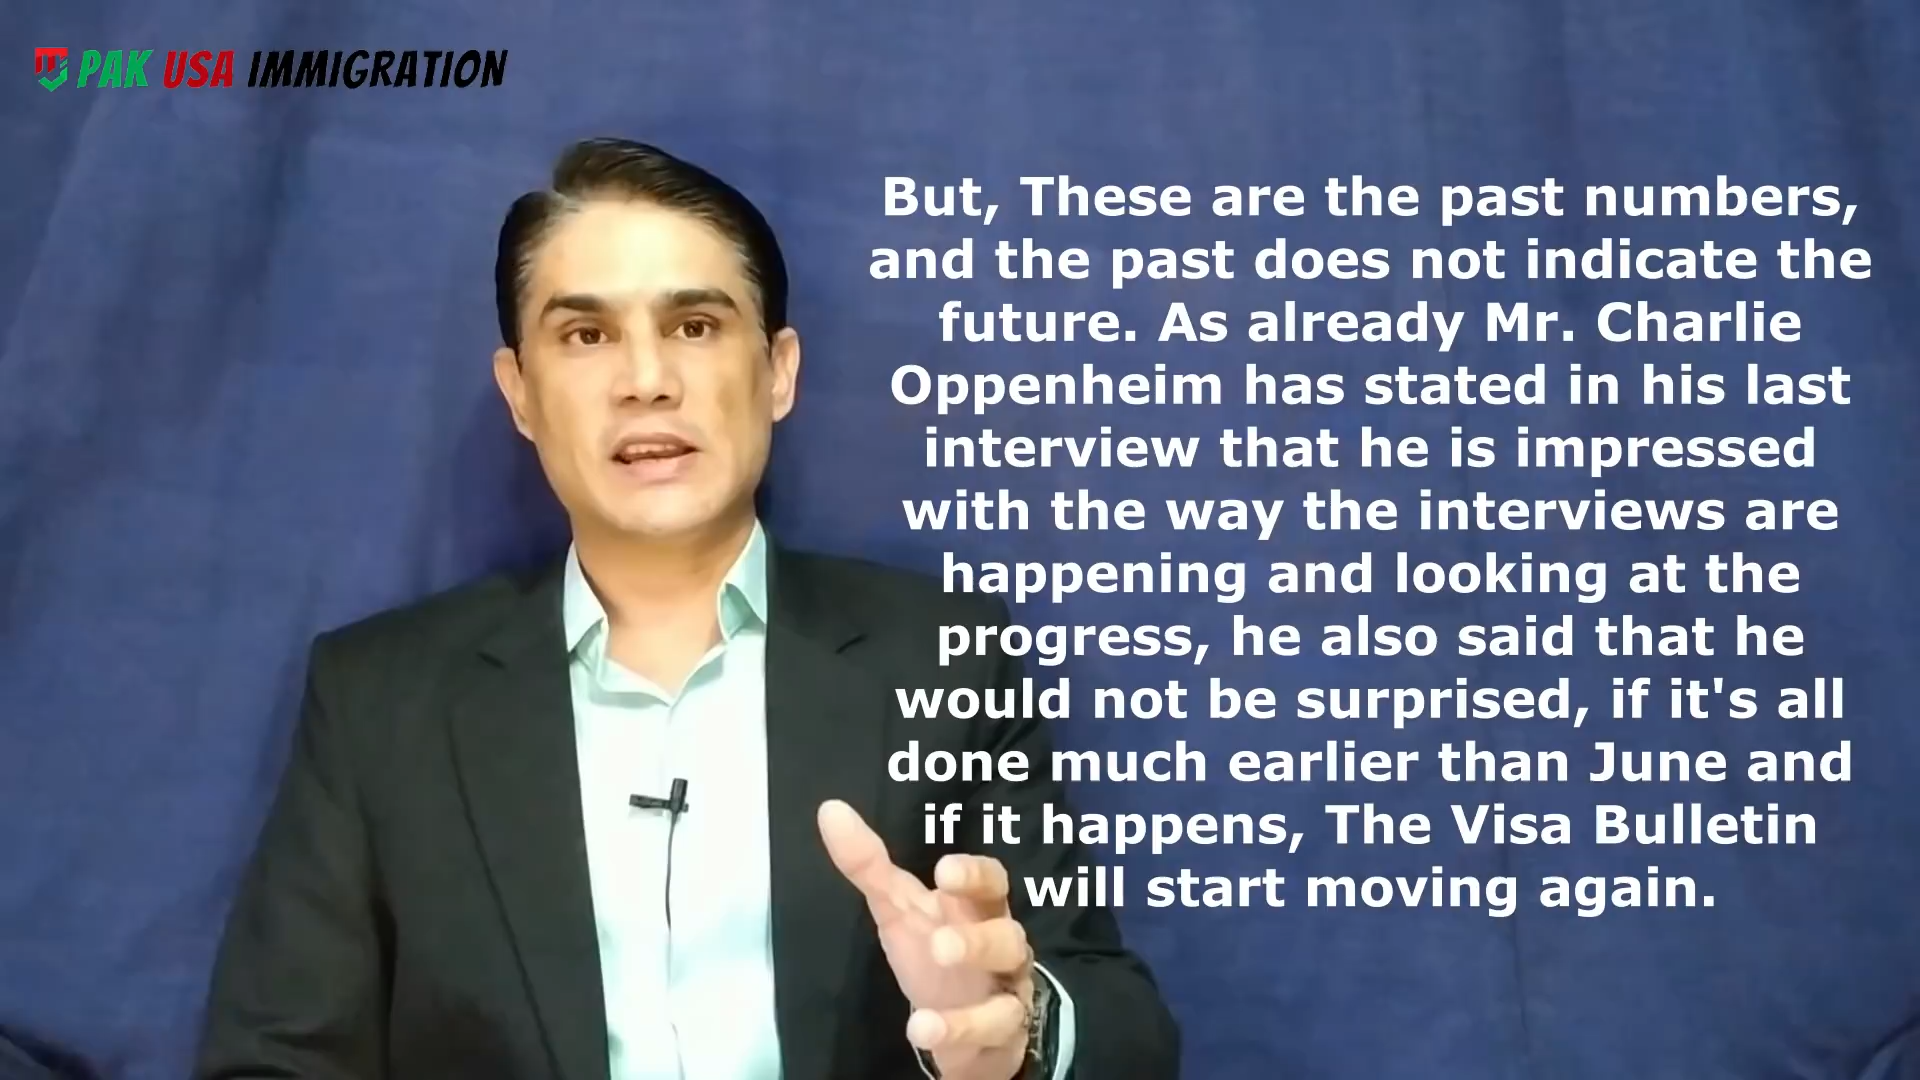 PAK USA IMMIGRATION
But, These are the past numbers,
and the past does not indicate the
future. As already Mr. Charlie
Oppenheim has stated in his last
interview that he is impressed
with the way the interviews are
happening and looking at the
progress, he also said that he
would not be surprised, if it's all
done much earlier than June and
if it happens, The Visa Bulletin
will start moving again.